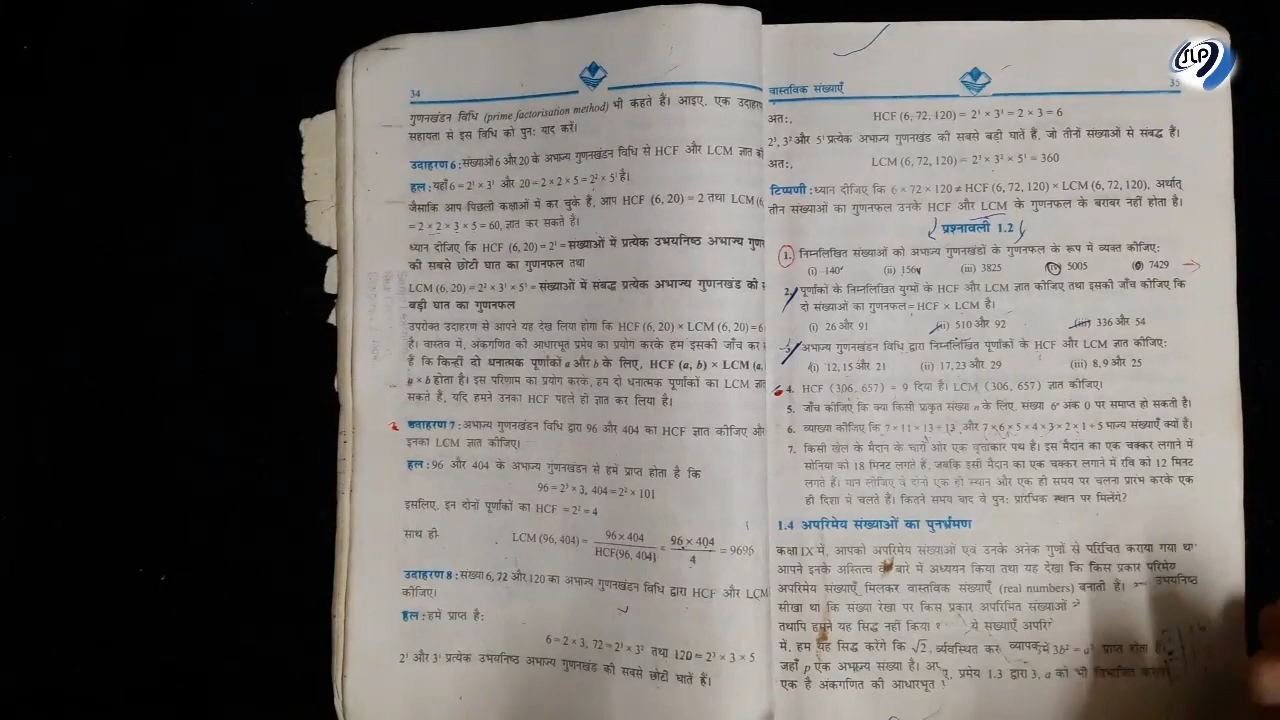 34
गुणनखंडन विधि (prime factorisation method) भी कहते हैं। आइए, एक उदाहरण
सहायता से इस विधि को पुन: याद करें।
उदाहरण 6 : संख्याओं 6 और 20 के अभाज्य गुणनखंडन विधि से HCF और LCM ज्ञात
हल : यहाँ 6 = 2¹ × 3¹ और 20 = 2 × 2 × 5 = 2² × 5¹ है।
जैसाकि आप पिछली कक्षाओं में कर चुके हैं, आप HCF (6, 20) = 2 तथा LCM (6,
= 2 × 2 × 3 × 5 = 60, ज्ञात कर सकते हैं।
ध्यान दीजिए कि HCF (6, 20) = 2¹ = संख्याओं में प्रत्येक उभयनिष्ठ अभाज्य गुणन
की सबसे छोटी घात का गुणनफल तथा
LCM (6, 20) = 2² × 3¹ × 5¹ = संख्याओं में संबद्ध प्रत्येक अभाज्य गुणनखंड की
बड़ी घात का गुणनफल
उपरोक्त उदाहरण से आपने यह देख लिया होगा कि HCF (6, 20) × LCM (6, 20) = 6
है। वास्तव में, अंकगणित की आधारभूत प्रमेय का प्रयोग करके हम इसकी जाँच कर
हैं कि किन्हीं दो धनात्मक पूर्णांकों a और b के लिए, HCF (a, b) × LCM (a,
a × b होता है। इस परिणाम का प्रयोग करके, हम दो धनात्मक पूर्णांकों का LCM ज्ञात
सकते हैं, यदि हमने उनका HCF पहले ही ज्ञात कर लिया है।
उदाहरण 7 : अभाज्य गुणनखंडन विधि द्वारा 96 और 404 का HCF ज्ञात कीजिए और
इनका LCM ज्ञात कीजिए।
हल : 96 और 404 के अभाज्य गुणनखंडन से हमें प्राप्त होता है कि
96 = 2⁵ × 3, 404 = 2² × 101
इसलिए, इन दोनों पूर्णांकों का HCF = 2² = 4
साथ ही LCM (96, 404) = 96 × 404 / HCF(96, 404) = 96 × 404 / 4 = 9696
उदाहरण 8 : संख्या 6, 72 और 120 का अभाज्य गुणनखंडन विधि द्वारा HCF और LCM
कीजिए।
हल : हमें प्राप्त है:
6 = 2 × 3, 72 = 2³ × 3² तथा 120 = 2³ × 3 × 5
2¹ और 3¹ प्रत्येक उभयनिष्ठ अभाज्य गुणनखंड की सबसे छोटी घातें हैं।
वास्तविक संख्याएँ 35
अत:, HCF (6, 72, 120) = 2¹ × 3¹ = 2 × 3 = 6
2³, 3² और 5¹ प्रत्येक अभाज्य गुणनखंड की सबसे बड़ी घातें हैं, जो तीनों संख्याओं से संबद्ध हैं।
अत:, LCM (6, 72, 120) = 2³ × 3² × 5¹ = 360
टिप्पणी : ध्यान दीजिए कि 6 × 72 × 120 ≠ HCF (6, 72, 120) × LCM (6, 72, 120), अर्थात्
तीन संख्याओं का गुणनफल उनके HCF और LCM के गुणनफल के बराबर नहीं होता है।
प्रश्नावली 1.2
1. निम्नलिखित संख्याओं को अभाज्य गुणनखंडों के गुणनफल के रूप में व्यक्त कीजिए:
(i) 140 (ii) 156 (iii) 3825 (iv) 5005 (v) 7429
2. पूर्णांकों के निम्नलिखित युग्मों के HCF और LCM ज्ञात कीजिए तथा इसकी जाँच कीजिए कि
दो संख्याओं का गुणनफल = HCF × LCM है।
(i) 26 और 91 (ii) 510 और 92 (iii) 336 और 54
3. अभाज्य गुणनखंडन विधि द्वारा निम्नलिखित पूर्णांकों के HCF और LCM ज्ञात कीजिए:
(i) 12, 15 और 21 (ii) 17, 23 और 29 (iii) 8, 9 और 25
4. HCF (306, 657) = 9 दिया है। LCM (306, 657) ज्ञात कीजिए।
5. जाँच कीजिए कि क्या किसी प्राकृत संख्या n के लिए, संख्या 6ⁿ अंक 0 पर समाप्त हो सकती है।
6. व्याख्या कीजिए कि 7 × 11 × 13 + 13 और 7 × 6 × 5 × 4 × 3 × 2 × 1 + 5 भाज्य संख्याएँ क्यों हैं।
7. किसी खेल के मैदान के चारों ओर एक वृत्ताकार पथ है। इस मैदान का एक चक्कर लगाने में
सोनिया को 18 मिनट लगते हैं, जबकि इसी मैदान का एक चक्कर लगाने में रवि को 12 मिनट
लगते हैं। मान लीजिए वे दोनों एक ही स्थान और एक ही समय पर चलना प्रारंभ करके एक
ही दिशा में चलते हैं। कितने समय बाद वे पुन: प्रारंभिक स्थान पर मिलेंगे?
1.4 अपरिमेय संख्याओं का पुनर्भ्रमण
कक्षा IX में, आपको अपरिमेय संख्याओं एवं उनके अनेक गुणों से परिचित कराया गया था
आपने इनके अस्तित्व के बारे में अध्ययन किया तथा यह देखा कि किस प्रकार परिमेय
अपरिमेय संख्याएँ मिलकर वास्तविक संख्याएँ (real numbers) बनाती हैं। उभयनिष्ठ
सीखा था कि संख्या रेखा पर किस प्रकार अपरिमित संख्याओं
तथापि हमने यह सिद्ध नहीं किया ये संख्याएँ
में, हम यह सिद्ध करेंगे कि √2, व्यवस्थित व्यापक में 3b² = प्राप्त होता
जहाँ p एक अभाज्य संख्या है। प्रमेय 1.3 द्वारा 3, a को भी विभाजित
एक है अंकगणित की आधारभूत
SLP